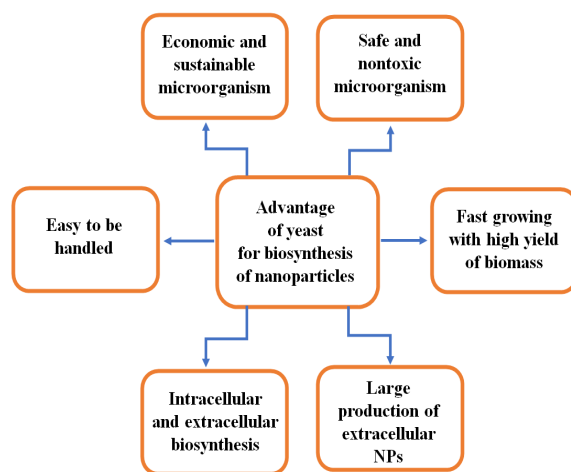 Economic and
sustainable
microorganism
Safe and
nontoxic
microorganism
Easy to be
handled
Advantage
of yeast
for biosynthesis
of nanoparticles
Fast growing
with high yield
of biomass
Intracellular
and extracellular
biosynthesis
Large
production of
extracellular
NPs